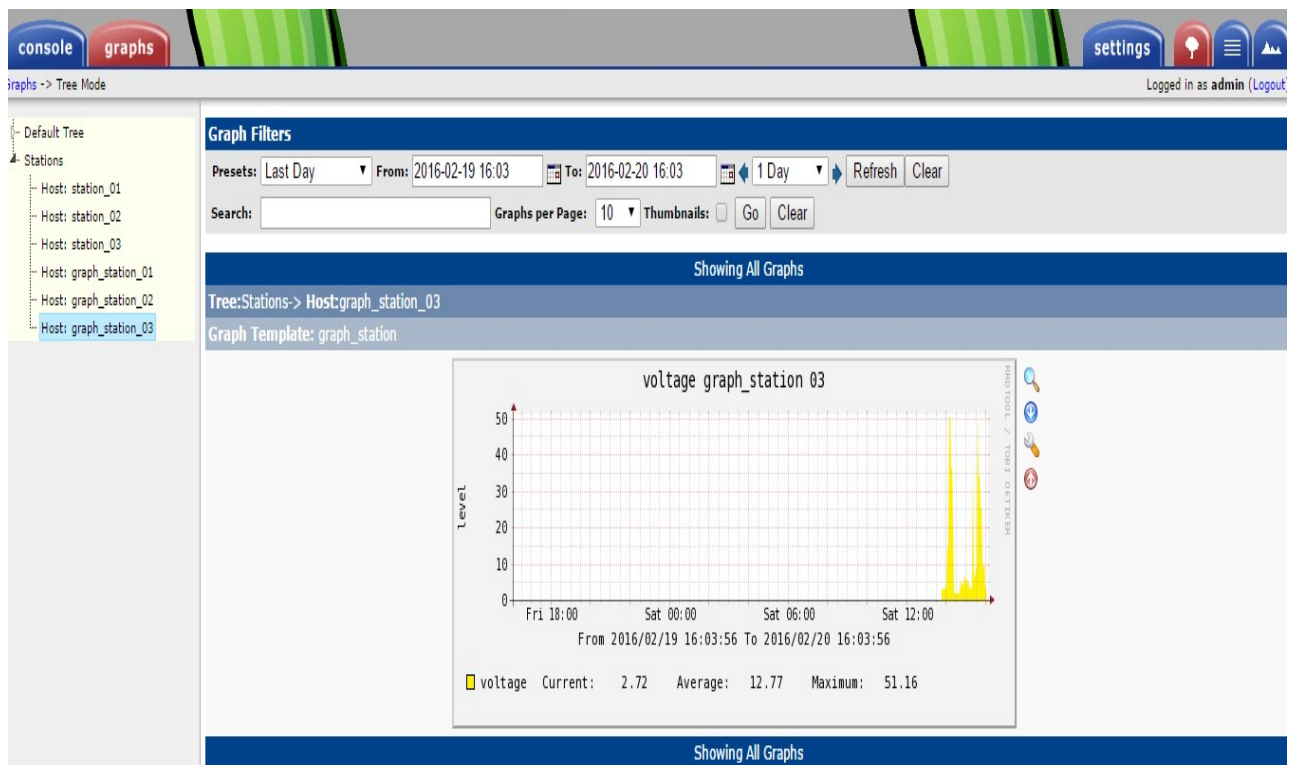 console graphs settings
Graphs -> Tree Mode Logged in as admin (Logout)
Default Tree
Stations
Host: station_01
Host: station_02
Host: station_03
Host: graph_station_01
Host: graph_station_02
Host: graph_station_03
Graph Filters
Presets: Last Day From: 2016-02-19 16:03 To: 2016-02-20 16:03 1 Day Refresh Clear
Search: Graphs per Page: 10 Thumbnails: Go Clear
Showing All Graphs
Tree:Stations-> Host:graph_station_03
Graph Template: graph_station
voltage graph_station 03
RRDTOOL / TOBI OETIKER
level
50
40
30
20
10
0
Fri 18:00 Sat 00:00 Sat 06:00 Sat 12:00
From 2016/02/19 16:03:56 To 2016/02/20 16:03:56
voltage Current: 2.72 Average: 12.77 Maximum: 51.16
Showing All Graphs